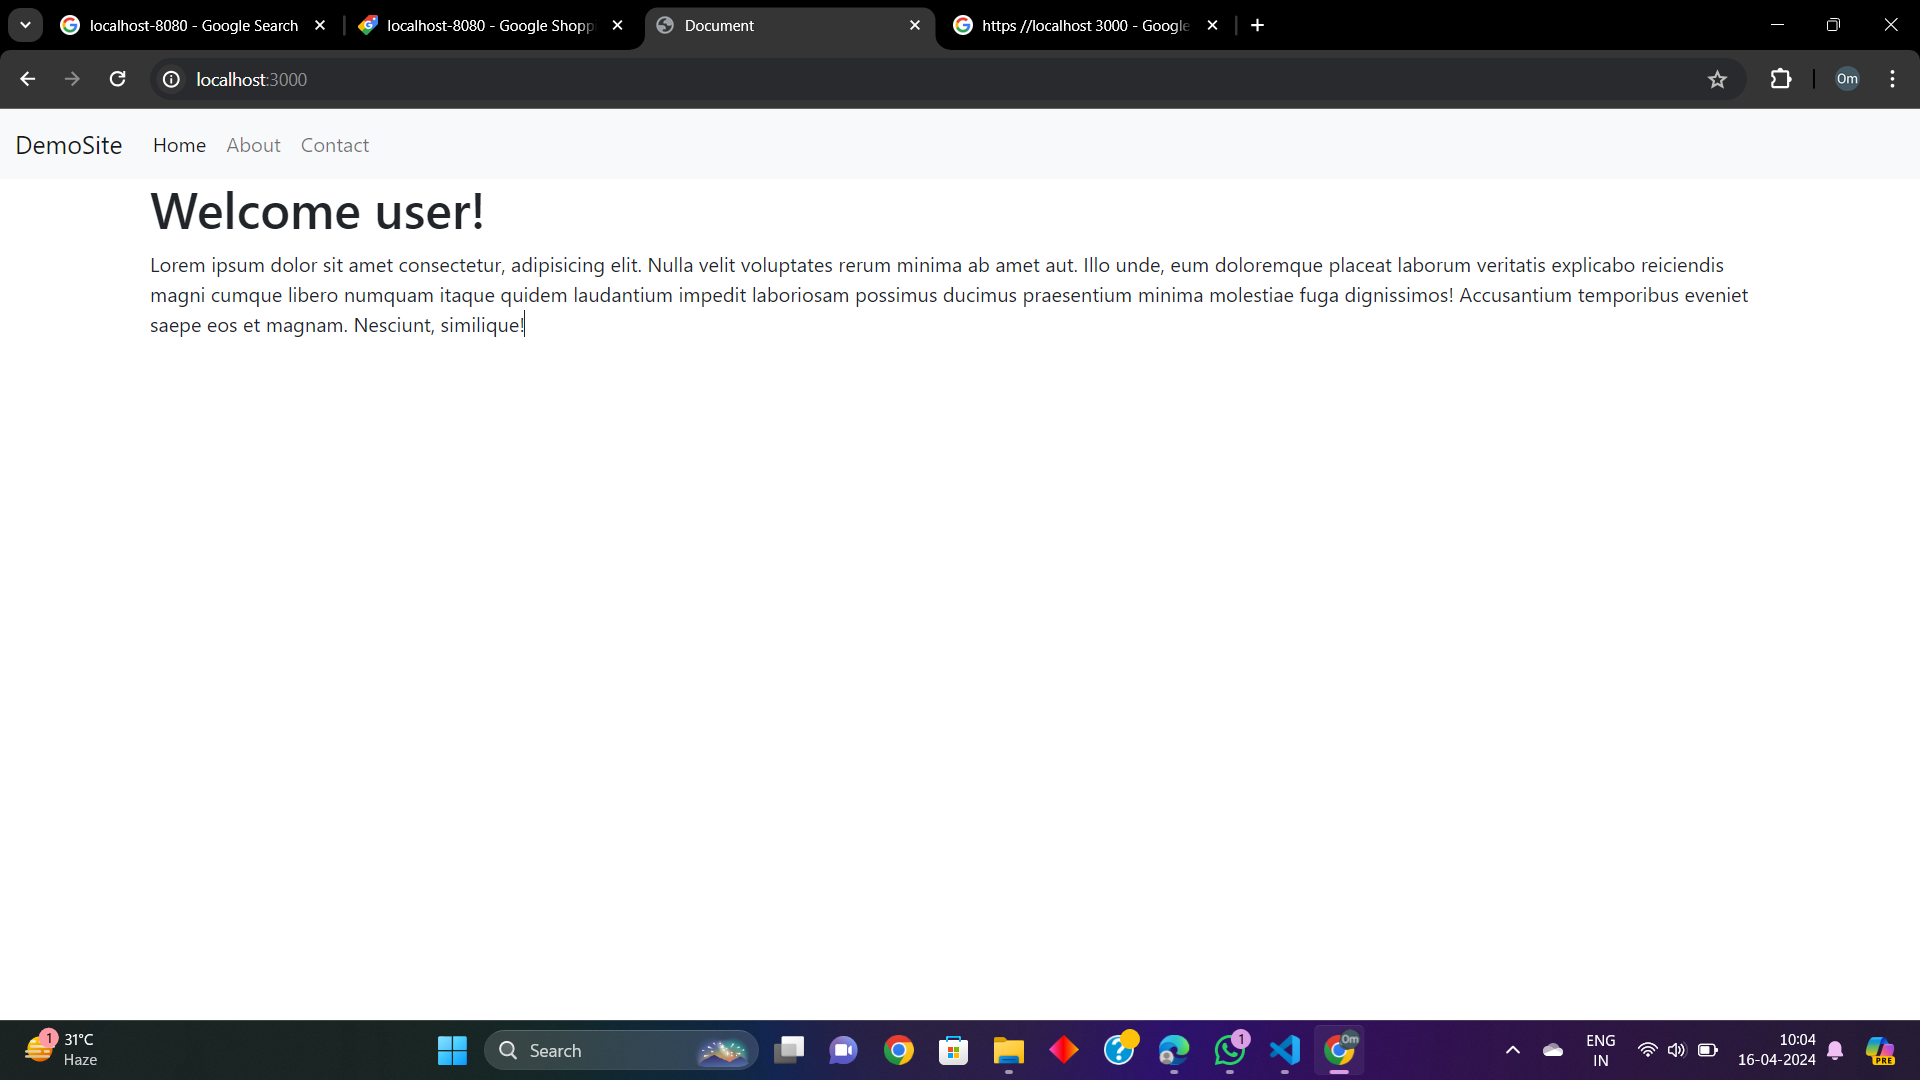 localhost-8080 - Google Search
localhost-8080 - Google Shopp
Document
https //localhost 3000 - Google
localhost:3000
Om
DemoSite Home About Contact
Welcome user!
Lorem ipsum dolor sit amet consectetur, adipisicing elit. Nulla velit voluptates rerum minima ab amet aut. Illo unde, eum doloremque placeat laborum veritatis explicabo reiciendis
magni cumque libero numquam itaque quidem laudantium impedit laboriosam possimus ducimus praesentium minima molestiae fuga dignissimos! Accusantium temporibus eveniet
saepe eos et magnam. Nesciunt, similique!
1
31°C
Haze
Search
1
Om
ENG
IN
10:04
16-04-2024
PRE